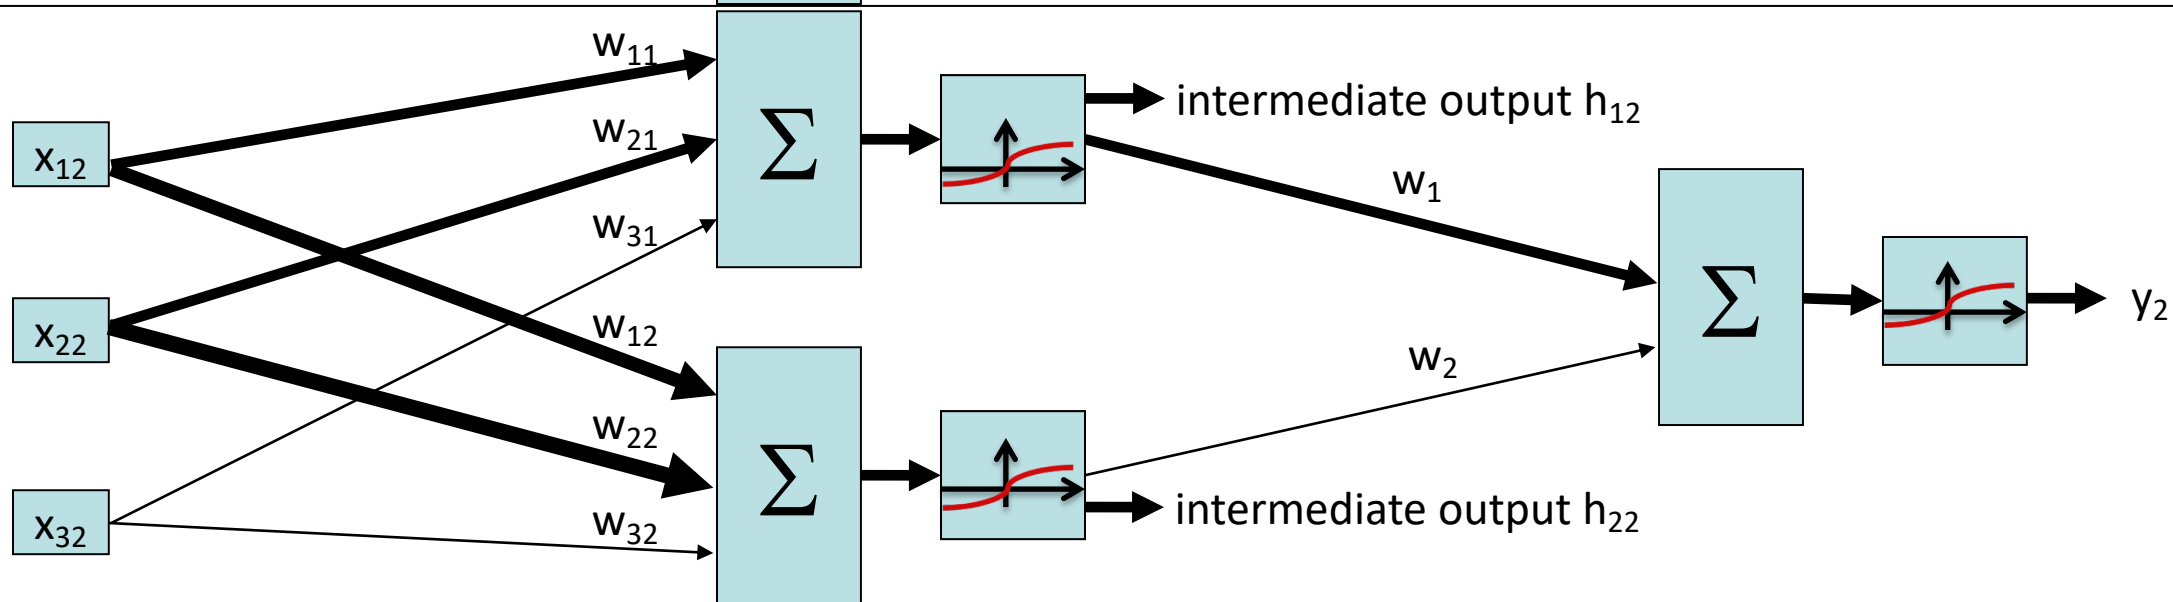 w₁₁
x₁₂
w₂₁
Σ
intermediate output h₁₂
w₃₁
w₁
x₂₂
w₁₂
Σ
y₂
w₂
w₂₂
Σ
x₃₂
w₃₂
intermediate output h₂₂